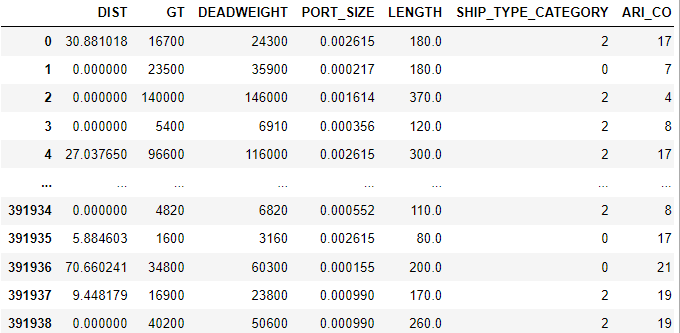 DIST GT DEADWEIGHT PORT_SIZE LENGTH SHIP_TYPE_CATEGORY ARI_CO
0 30.881018 16700 24300 0.002615 180.0 2 17
1 0.000000 23500 35900 0.000217 180.0 0 7
2 0.000000 140000 146000 0.001614 370.0 2 4
3 0.000000 5400 6910 0.000356 120.0 2 8
4 27.037650 96600 116000 0.002615 300.0 2 17
... ... ... ... ... ... ... ...
391934 0.000000 4820 6820 0.000552 110.0 2 8
391935 5.884603 1600 3160 0.002615 80.0 0 17
391936 70.660241 34800 60300 0.000155 200.0 0 21
391937 9.448179 16900 23800 0.000990 170.0 2 19
391938 0.000000 40200 50600 0.000990 260.0 2 19